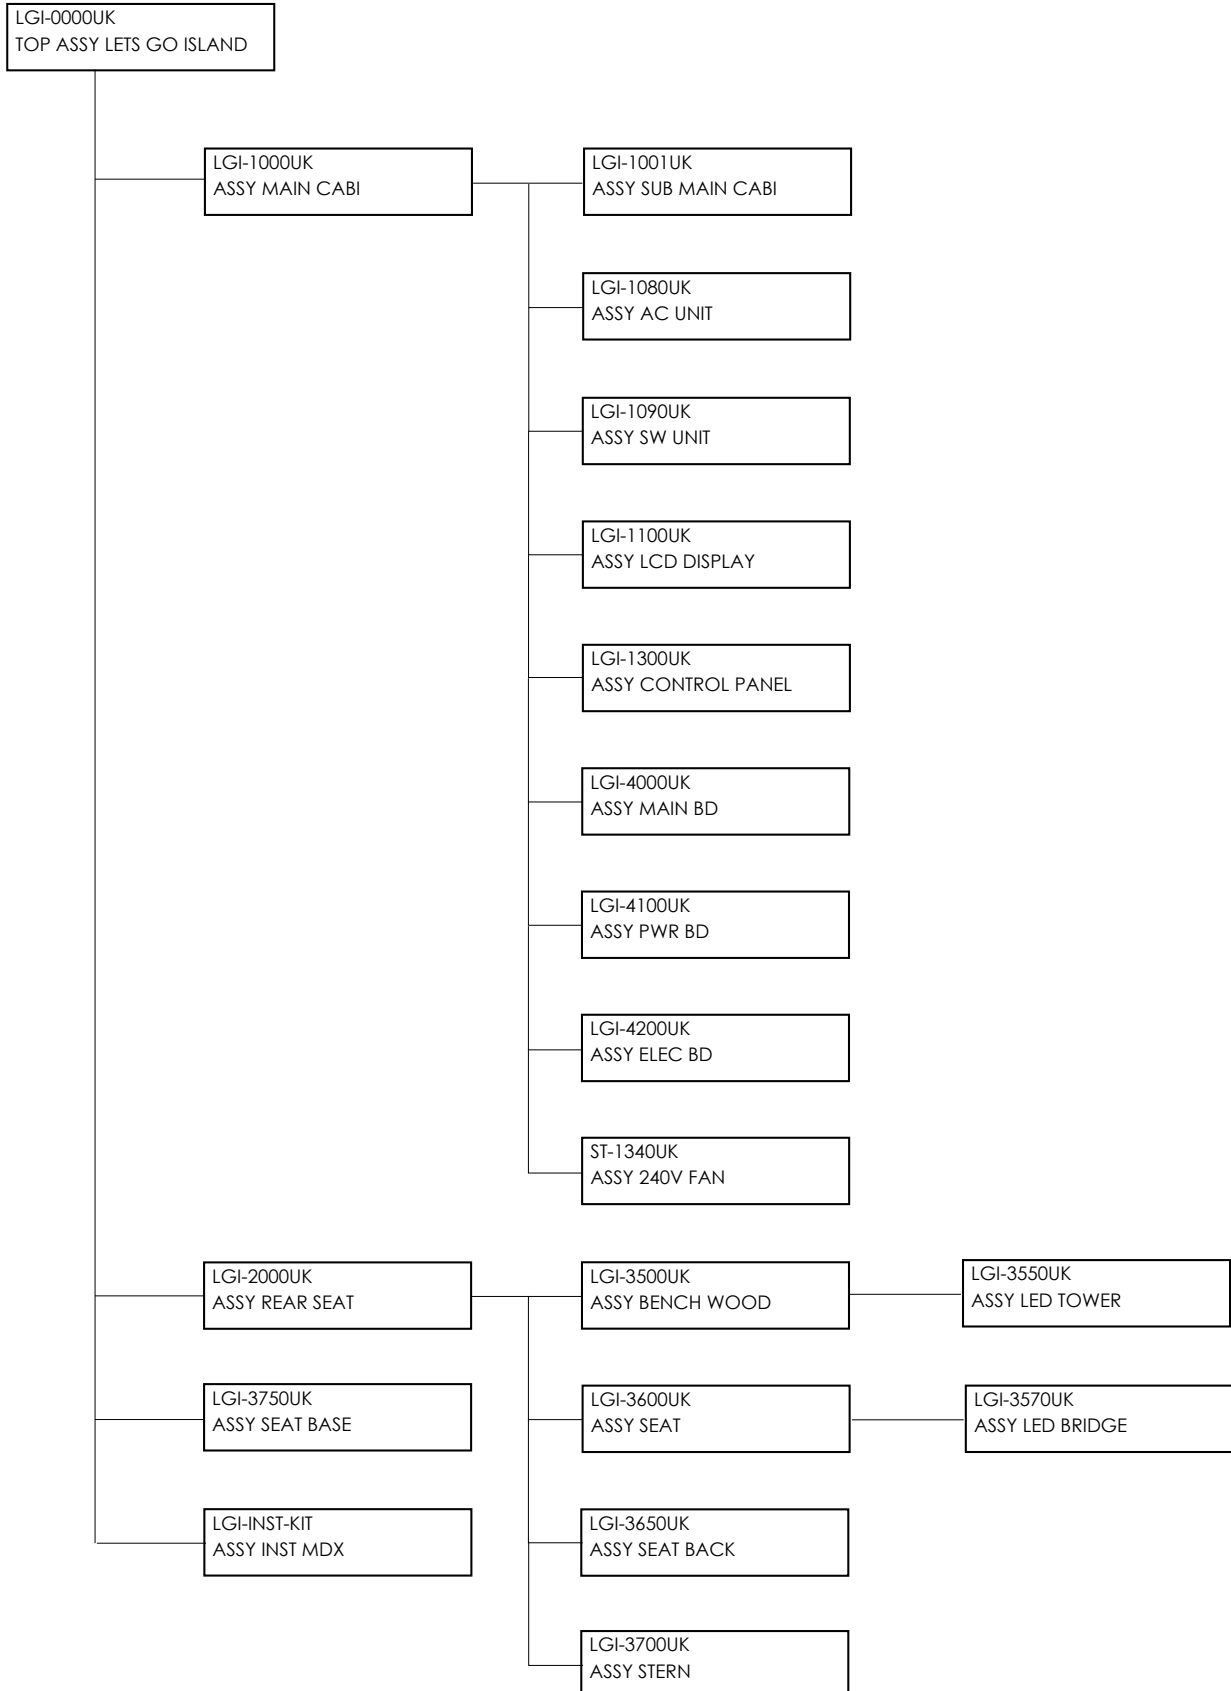 LGI-0000UK
TOP ASSY LETS GO ISLAND
LGI-1000UK
ASSY MAIN CABI
LGI-1001UK
ASSY SUB MAIN CABI
LGI-1080UK
ASSY AC UNIT
LGI-1090UK
ASSY SW UNIT
LGI-1100UK
ASSY LCD DISPLAY
LGI-1300UK
ASSY CONTROL PANEL
LGI-4000UK
ASSY MAIN BD
LGI-4100UK
ASSY PWR BD
LGI-4200UK
ASSY ELEC BD
ST-1340UK
ASSY 240V FAN
LGI-2000UK
ASSY REAR SEAT
LGI-3500UK
ASSY BENCH WOOD
LGI-3550UK
ASSY LED TOWER
LGI-3750UK
ASSY SEAT BASE
LGI-3600UK
ASSY SEAT
LGI-3570UK
ASSY LED BRIDGE
LGI-INST-KIT
ASSY INST MDX
LGI-3650UK
ASSY SEAT BACK
LGI-3700UK
ASSY STERN